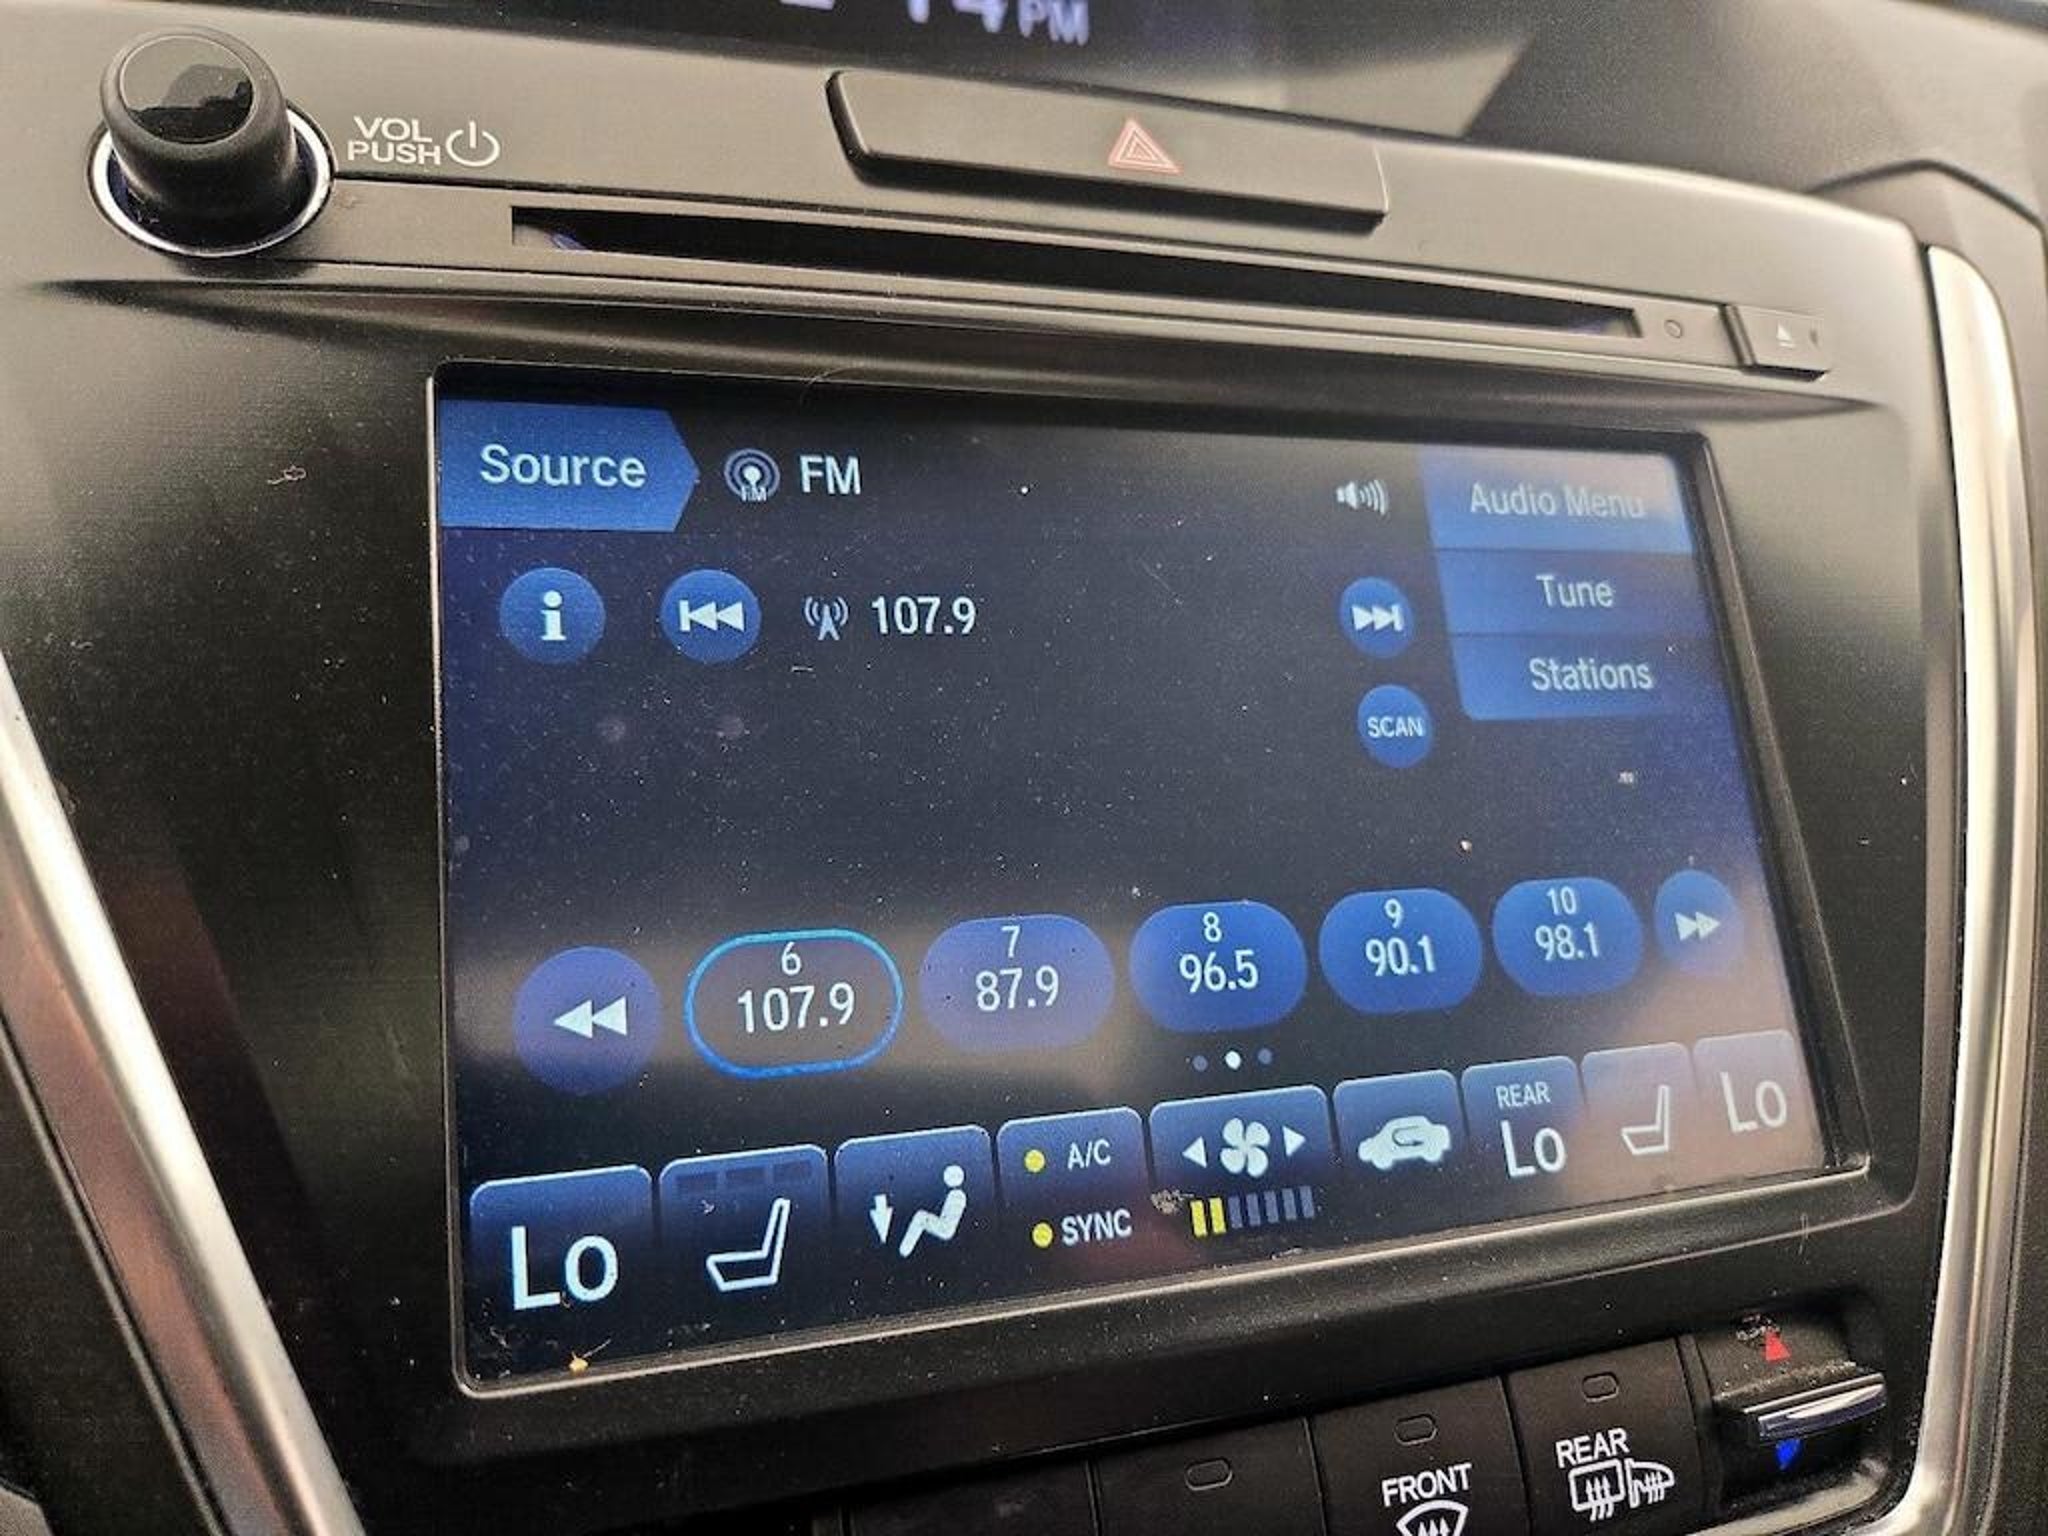 PM
VOL
PUSH
Source
FM
FM
Audio Menu
107.9
Tune
Stations
SCAN
6
107.9
7
87.9
8
96.5
9
90.1
10
98.1
Lo
A/C
SYNC
REAR
Lo
Lo
FRONT
REAR